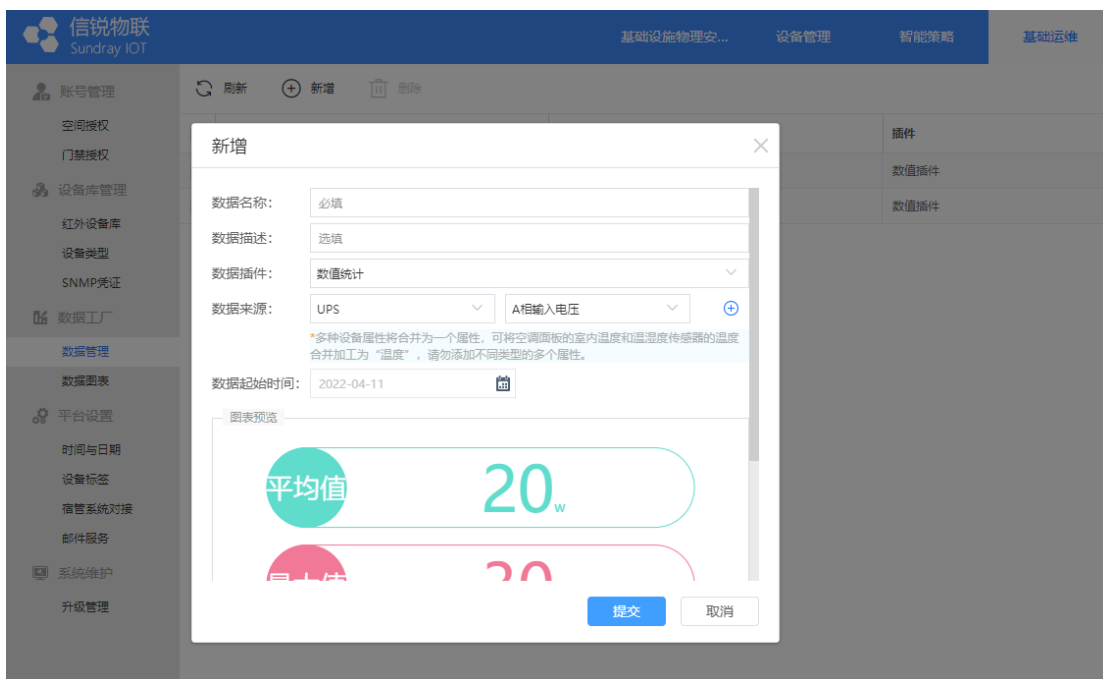 信锐物联
Sundray IOT
基础设施物理安...
设备管理
智能策略
基础运维
账号管理
空间授权
门禁授权
设备库管理
红外设备库
设备类型
SNMP凭证
数据工厂
数据管理
数据图表
平台设置
时间与日期
设备标签
宿管系统对接
邮件服务
系统维护
升级管理
刷新
新增
删除
插件
数值插件
数值插件
新增
数据名称: 必填
数据描述: 选填
数据插件: 数值统计
数据来源: UPS A相输入电压
*多种设备属性将合并为一个属性，可将空调面板的室内温度和温湿度传感器的温度
合并加工为“温度”，请勿添加不同类型的多个属性。
数据起始时间: 2022-04-11
图表预览
平均值 20 w
最大值 20
提交 取消